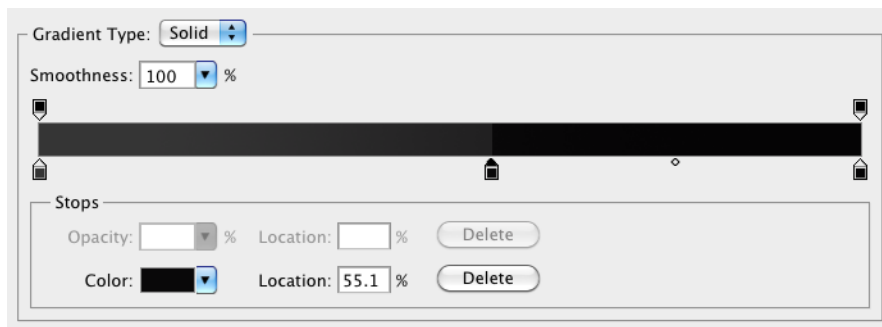 Gradient Type: Solid
Smoothness: 100 %
Stops
Opacity: % Location: % Delete
Color: Location: 55.1 % Delete